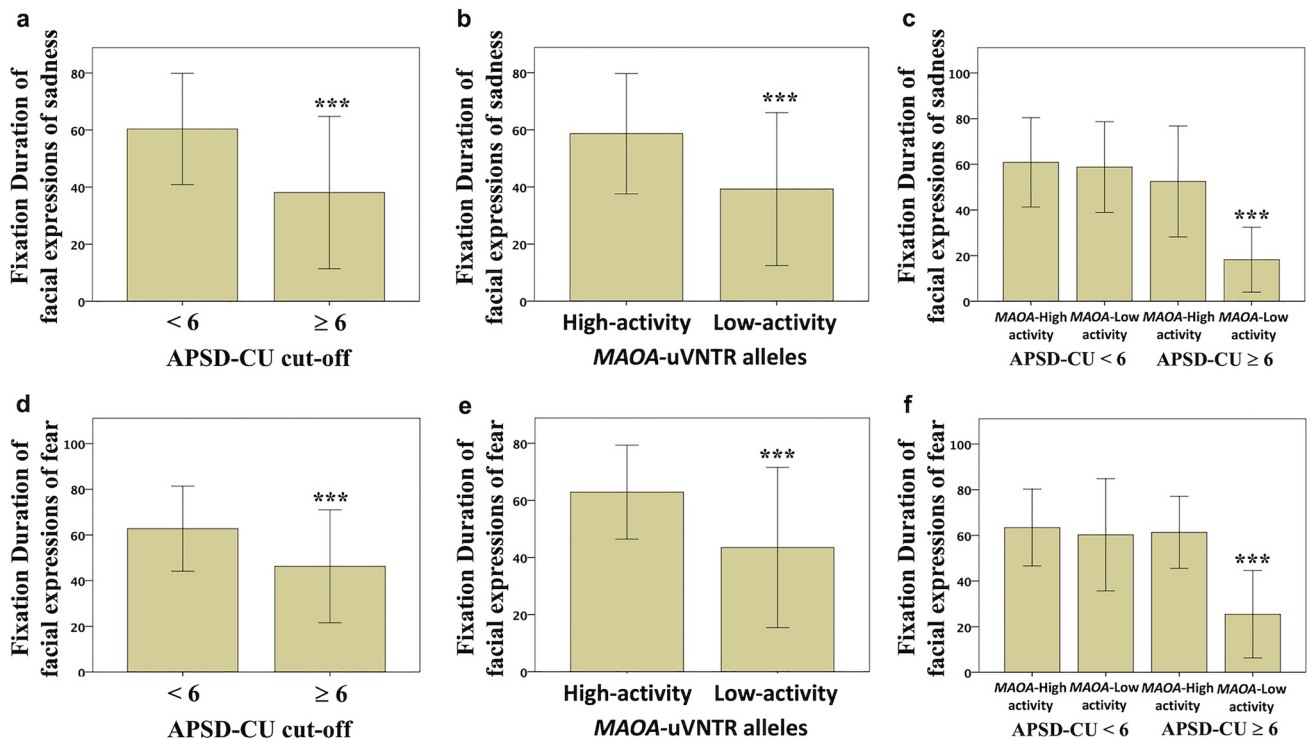 a
Fixation Duration of
facial expressions of sadness
80
60
40
20
0
***
< 6
≥ 6
APSD-CU cut-off
b
Fixation Duration of
facial expressions of sadness
80
60
40
20
0
***
High-activity
Low-activity
MAOA-uVNTR alleles
c
Fixation Duration of
facial expressions of sadness
100
80
60
40
20
0
***
MAOA-High
activity
MAOA-Low
activity
MAOA-High
activity
MAOA-Low
activity
APSD-CU < 6
APSD-CU ≥ 6
d
Fixation Duration of
facial expressions of fear
100
80
60
40
20
0
***
< 6
≥ 6
APSD-CU cut-off
e
Fixation Duration of
facial expressions of fear
80
60
40
20
0
***
High-activity
Low-activity
MAOA-uVNTR alleles
f
Fixation Duration of
facial expressions of fear
100
80
60
40
20
0
***
MAOA-High
activity
MAOA-Low
activity
MAOA-High
activity
MAOA-Low
activity
APSD-CU < 6
APSD-CU ≥ 6